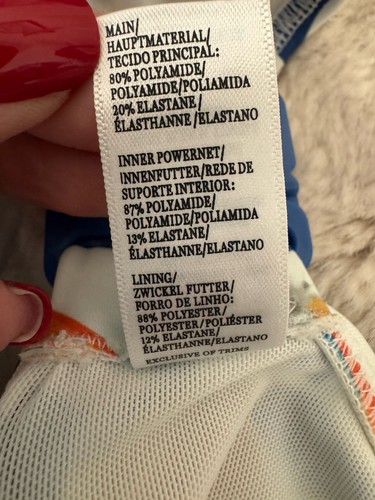 MAIN/
HAUPTMATERIAL/
TECIDO PRINCIPAL:
80% POLYAMIDE/
POLYAMIDE/POLIAMIDA
20% ELASTANE/
ÉLASTHANNE/ELASTANO
INNER POWERNET/
INNENFUTTER/REDE DE
SUPORTE INTERIOR:
87% POLYAMIDE/
POLYAMIDE/POLIAMIDA
13% ELASTANE/
ÉLASTHANNE/ELASTANO
LINING/
ZWICKEL FUTTER/
FORRO DE LINHO:
88% POLYESTER/
POLYESTER/POLIÉSTER
12% ELASTANE/
ÉLASTHANNE/ELASTANO
EXCLUSIVE OF TRIMS